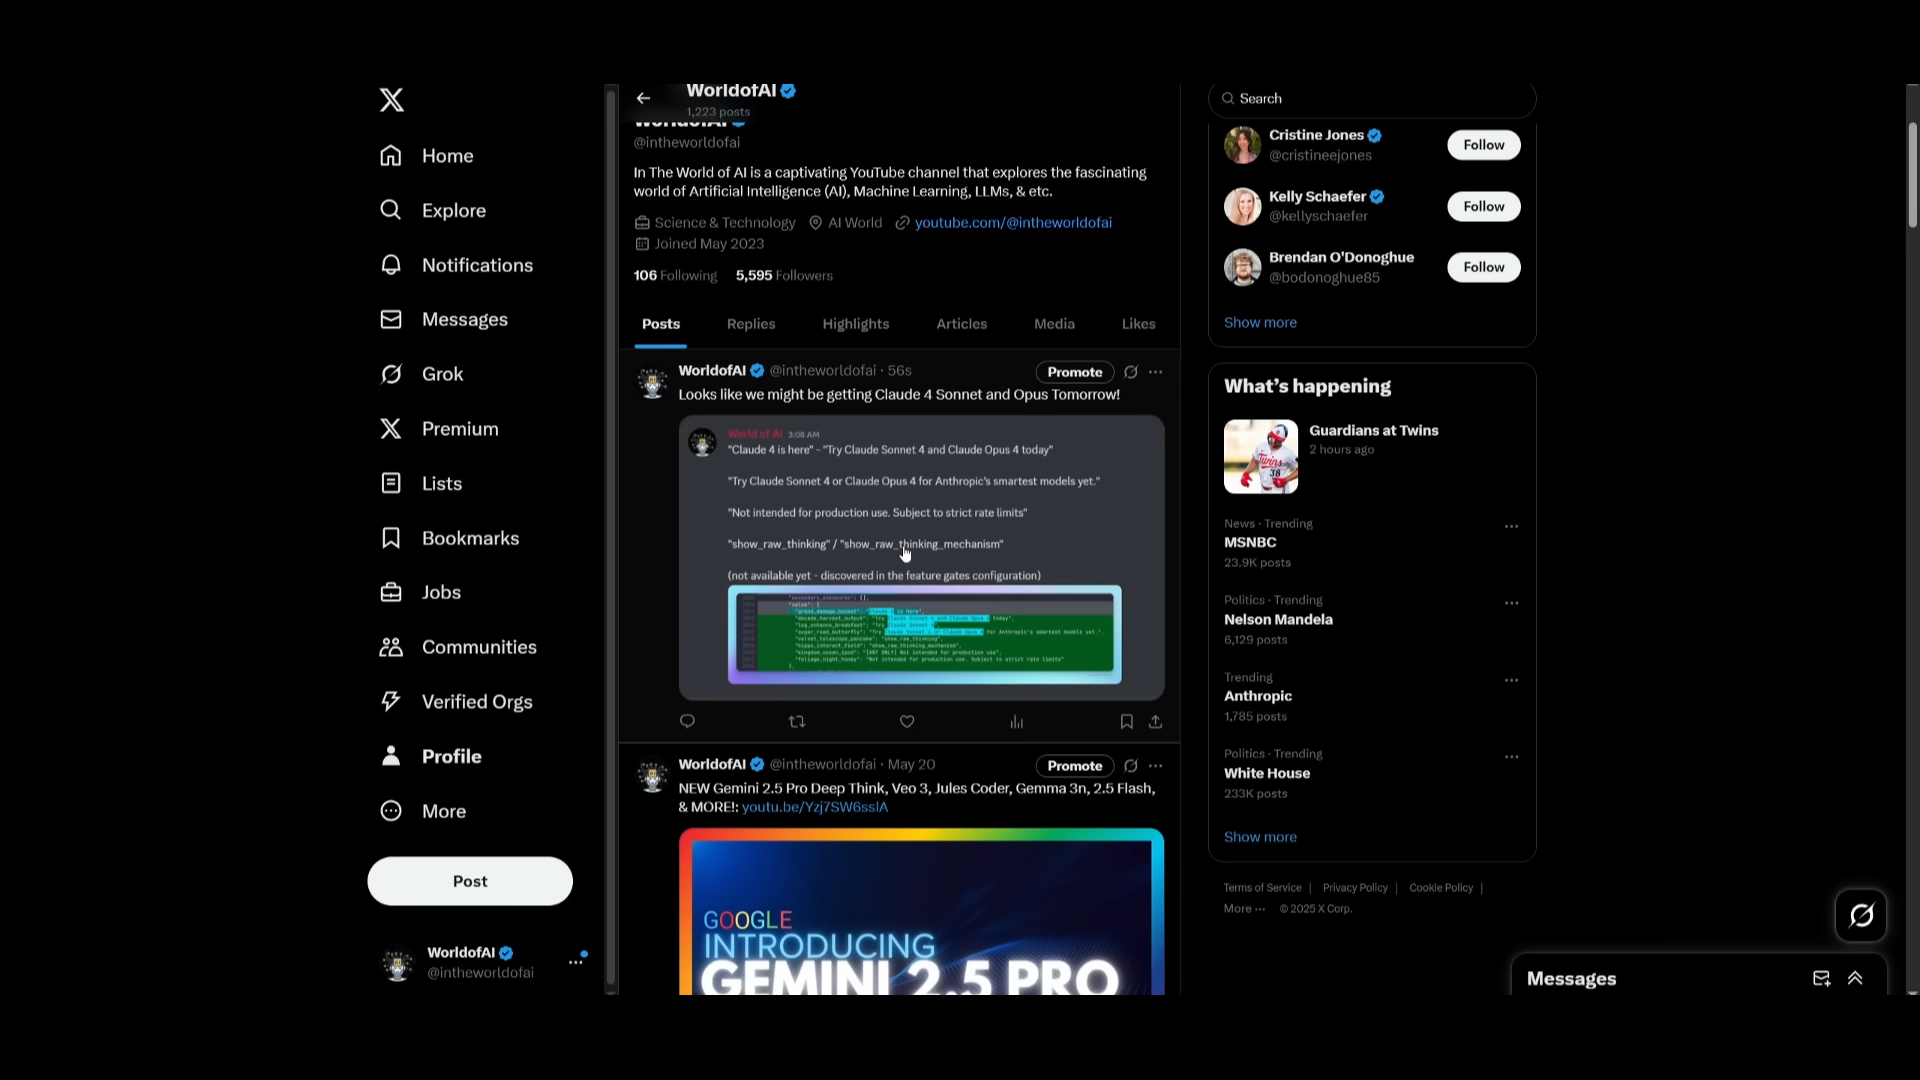 Home
Explore
Notifications
Messages
Grok
Premium
Lists
Bookmarks
Jobs
Communities
Verified Orgs
Profile
More
Post
WorldofAI
@intheworldofai
WorldofAI
1,223 posts
WorldofAI
@intheworldofai
In The World of AI is a captivating YouTube channel that explores the fascinating
world of Artificial Intelligence (AI), Machine Learning, LLMs, & etc.
Science & Technology AI World youtube.com/@intheworldofai
Joined May 2023
106 Following 5,595 Followers
Posts Replies Highlights Articles Media Likes
WorldofAI @intheworldofai · 56s Promote
Looks like we might be getting Claude 4 Sonnet and Opus Tomorrow!
World of AI 3:08 AM
"Claude 4 is here" - "Try Claude Sonnet 4 and Claude Opus 4 today"
"Try Claude Sonnet 4 or Claude Opus 4 for Anthropic's smartest models yet."
"Not intended for production use. Subject to strict rate limits"
"show_raw_thinking" / "show_raw_thinking_mechanism"
(not available yet - discovered in the feature gates configuration)
WorldofAI @intheworldofai · May 20 Promote
NEW Gemini 2.5 Pro Deep Think, Veo 3, Jules Coder, Gemma 3n, 2.5 Flash,
& MORE!: youtu.be/Yzj7SW6ssIA
GOOGLE
INTRODUCING
GEMINI 2.5 PRO
Search
Cristine Jones
@cristineejones
Follow
Kelly Schaefer
@kellyschaefer
Follow
Brendan O'Donoghue
@bodonoghue85
Follow
Show more
What's happening
Guardians at Twins
2 hours ago
News · Trending
MSNBC
23.9K posts
Politics · Trending
Nelson Mandela
6,129 posts
Trending
Anthropic
1,785 posts
Politics · Trending
White House
233K posts
Show more
Terms of Service | Privacy Policy | Cookie Policy |
More ··· © 2025 X Corp.
Messages